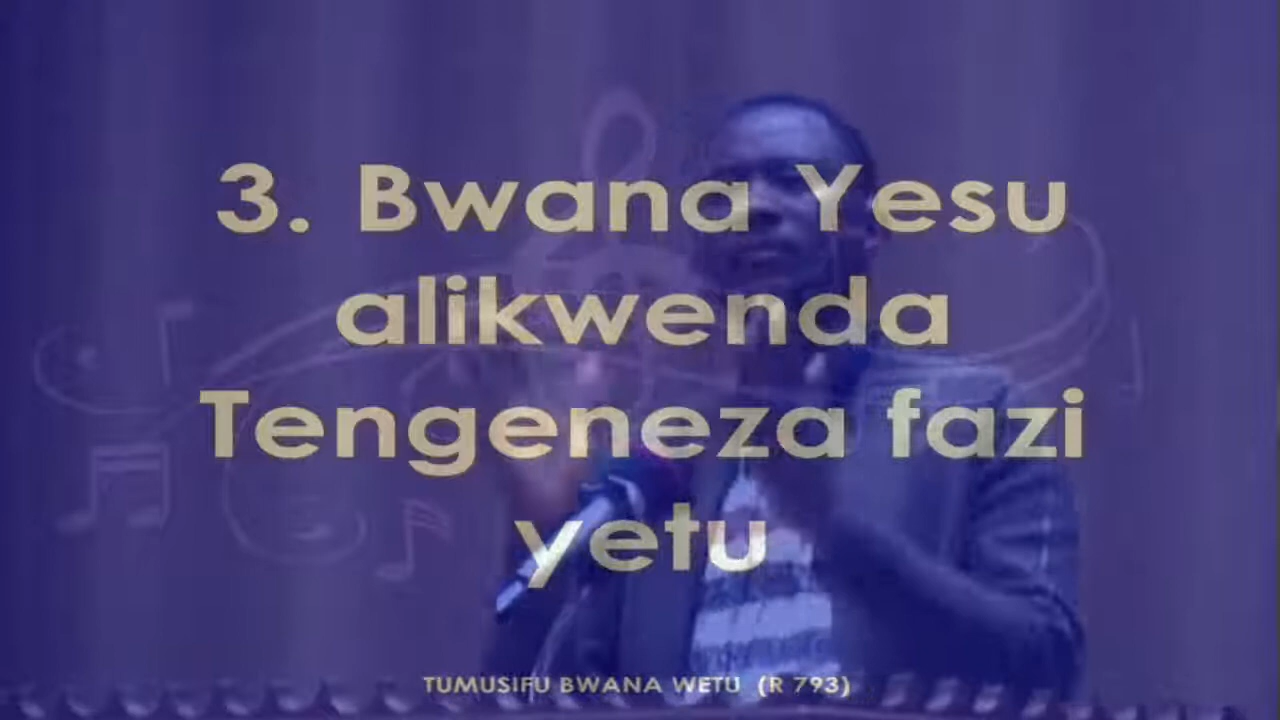 3. Bwana Yesu
alikwenda
Tengeneza fazi
yetu
TUMUSIFU BWANA WETU (R 793)